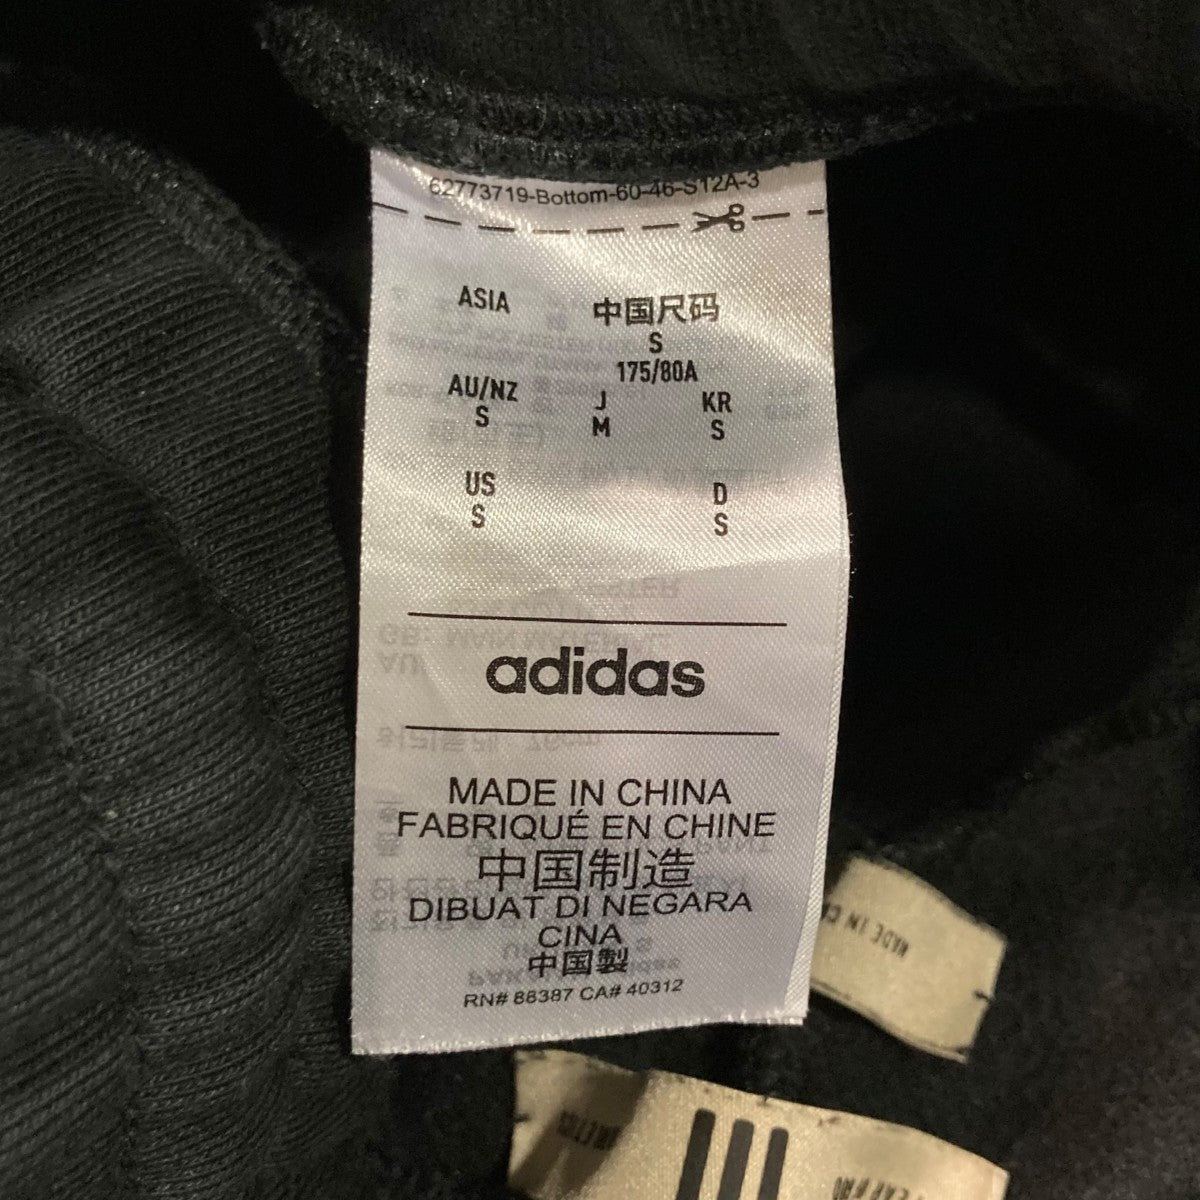 62773719-Bottom-60-46-S12A-3
ASIA 中国尺码
S
175/80A
AU/NZ J KR
S M S
US D
S S
adidas
MADE IN CHINA
FABRIQUÉ EN CHINE
中国制造
DIBUAT DI NEGARA
CINA
中国製
RN# 88387 CA# 40312
MADE IN